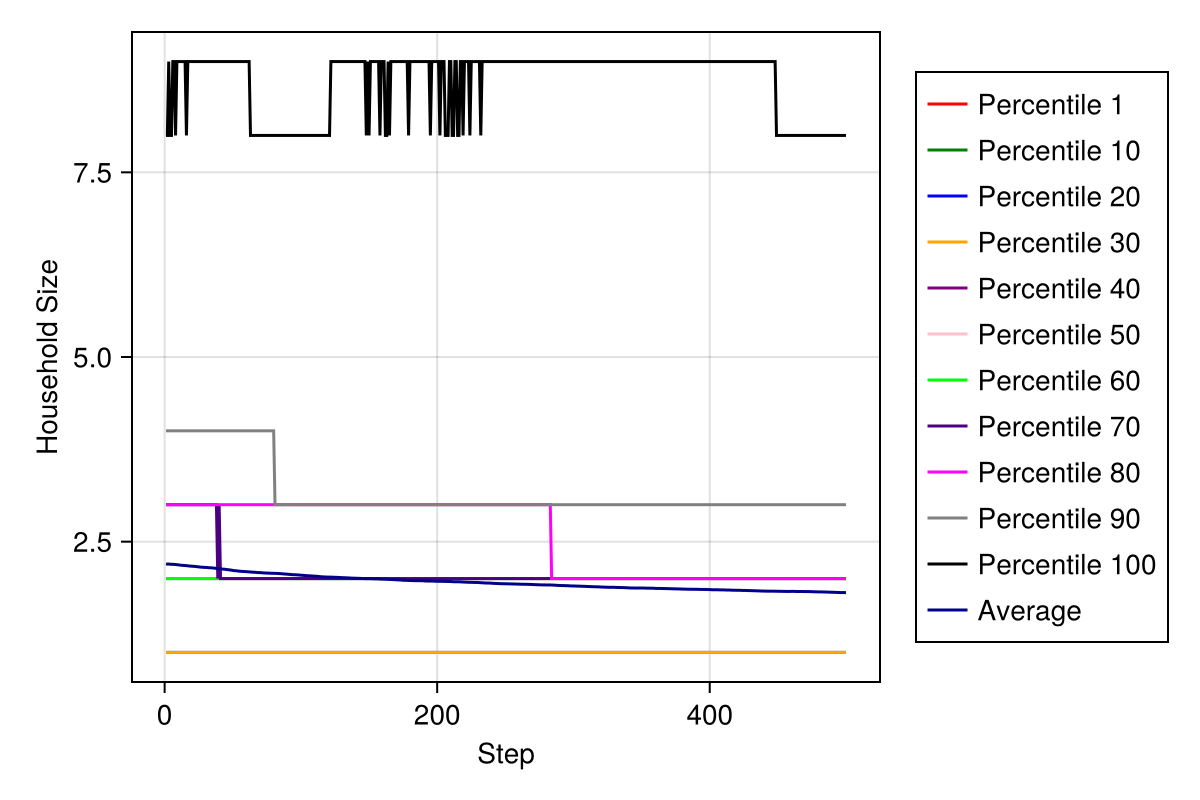 7.5
5.0
2.5
Household Size
0
200
400
Step
Percentile 1
Percentile 10
Percentile 20
Percentile 30
Percentile 40
Percentile 50
Percentile 60
Percentile 70
Percentile 80
Percentile 90
Percentile 100
Average